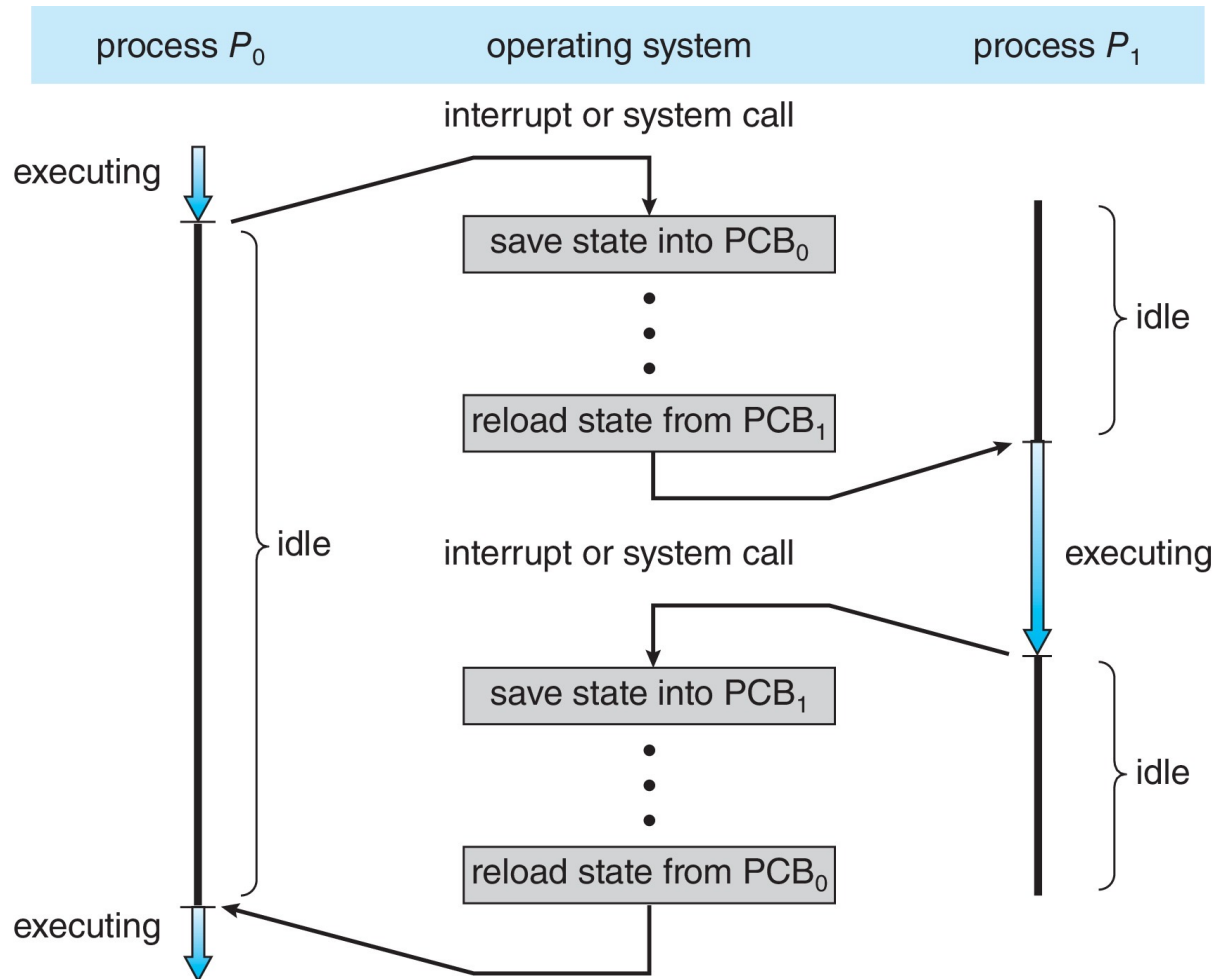 process P₀ operating system process P₁
interrupt or system call
executing
save state into PCB₀
idle
reload state from PCB₁
idle
interrupt or system call
executing
save state into PCB₁
idle
reload state from PCB₀
executing